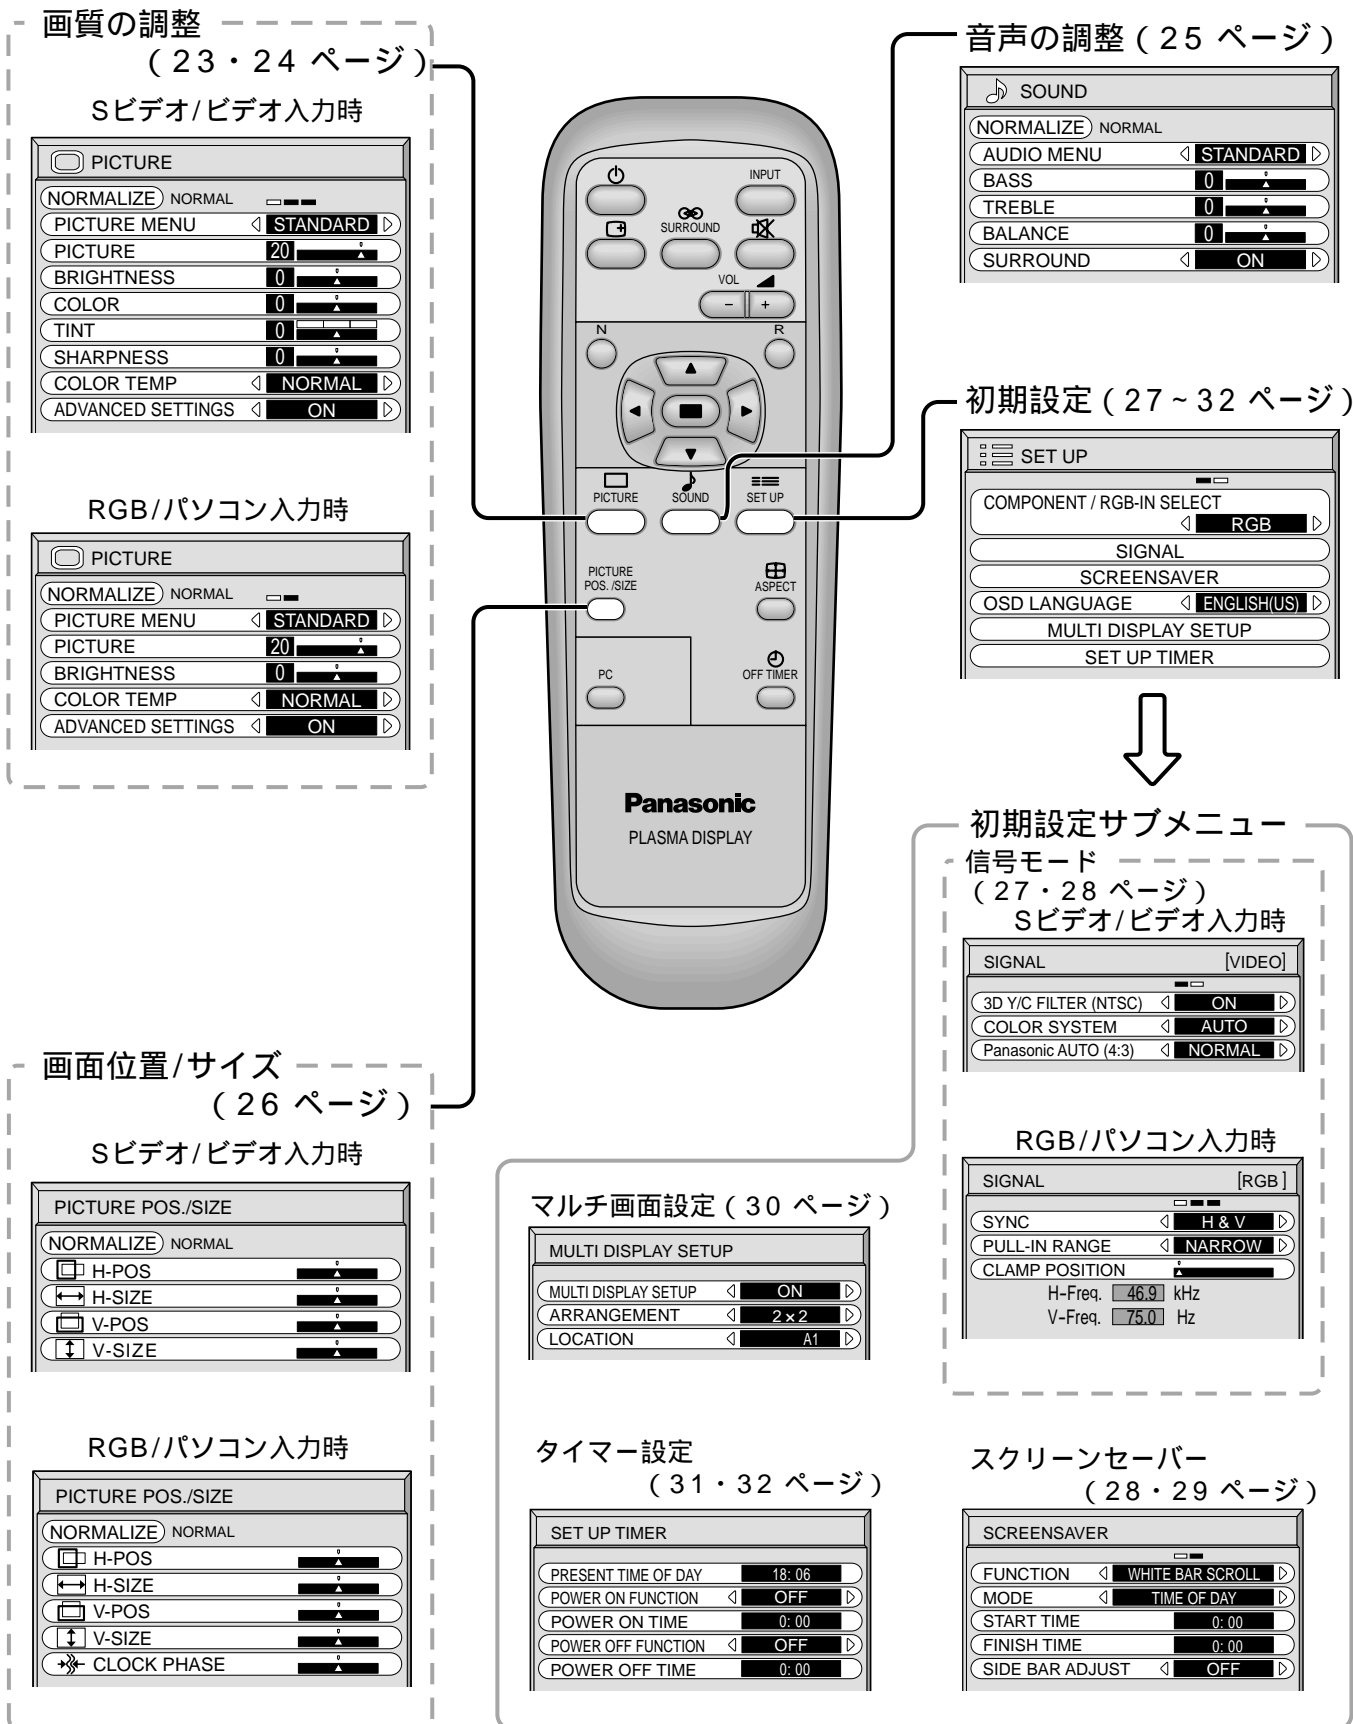 画質の調整
（23・24 ページ）
Sビデオ/ビデオ入力時
PICTURE
NORMALIZE NORMAL
PICTURE MENU STANDARD
PICTURE 20
BRIGHTNESS 0
COLOR 0
TINT 0
SHARPNESS 0
COLOR TEMP NORMAL
ADVANCED SETTINGS ON
RGB/パソコン入力時
PICTURE
NORMALIZE NORMAL
PICTURE MENU STANDARD
PICTURE 20
BRIGHTNESS 0
COLOR TEMP NORMAL
ADVANCED SETTINGS ON
INPUT
SURROUND
VOL
− +
N R
PICTURE SOUND SET UP
PICTURE
POS. /SIZE
ASPECT
PC
OFF TIMER
Panasonic
PLASMA DISPLAY
音声の調整（25 ページ）
SOUND
NORMALIZE NORMAL
AUDIO MENU STANDARD
BASS 0
TREBLE 0
BALANCE 0
SURROUND ON
初期設定（27~32 ページ）
SET UP
COMPONENT / RGB-IN SELECT
RGB
SIGNAL
SCREENSAVER
OSD LANGUAGE ENGLISH(US)
MULTI DISPLAY SETUP
SET UP TIMER
初期設定サブメニュー
信号モード
（27・28 ページ）
Sビデオ/ビデオ入力時
SIGNAL [VIDEO]
3D Y/C FILTER (NTSC) ON
COLOR SYSTEM AUTO
Panasonic AUTO (4:3) NORMAL
RGB/パソコン入力時
SIGNAL [RGB ]
SYNC H & V
PULL-IN RANGE NARROW
CLAMP POSITION
H-Freq. 46.9 kHz
V-Freq. 75.0 Hz
画面位置/サイズ
（26 ページ）
Sビデオ/ビデオ入力時
PICTURE POS./SIZE
NORMALIZE NORMAL
H-POS
H-SIZE
V-POS
V-SIZE
RGB/パソコン入力時
PICTURE POS./SIZE
NORMALIZE NORMAL
H-POS
H-SIZE
V-POS
V-SIZE
CLOCK PHASE
マルチ画面設定（30 ページ）
MULTI DISPLAY SETUP
MULTI DISPLAY SETUP ON
ARRANGEMENT 2×2
LOCATION A1
タイマー設定
（31・32 ページ）
SET UP TIMER
PRESENT TIME OF DAY 18: 06
POWER ON FUNCTION OFF
POWER ON TIME 0: 00
POWER OFF FUNCTION OFF
POWER OFF TIME 0: 00
スクリーンセーバー
（28・29 ページ）
SCREENSAVER
FUNCTION WHITE BAR SCROLL
MODE TIME OF DAY
START TIME 0: 00
FINISH TIME 0: 00
SIDE BAR ADJUST OFF